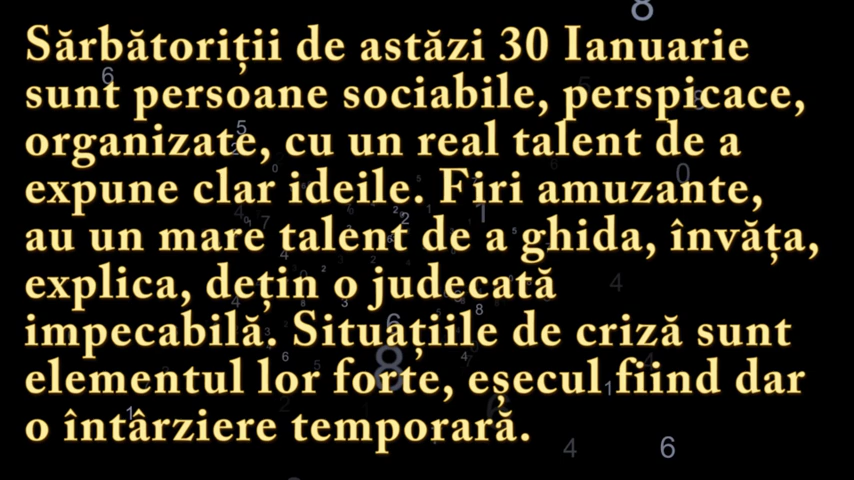 Sărbătoriții de astăzi 30 Ianuarie
sunt persoane sociabile, perspicace,
organizate, cu un real talent de a
expune clar ideile. Firi amuzante,
au un mare talent de a ghida, învăța,
explica, dețin o judecată
impecabilă. Situațiile de criză sunt
elementul lor forte, eșecul fiind dar
o întârziere temporară.